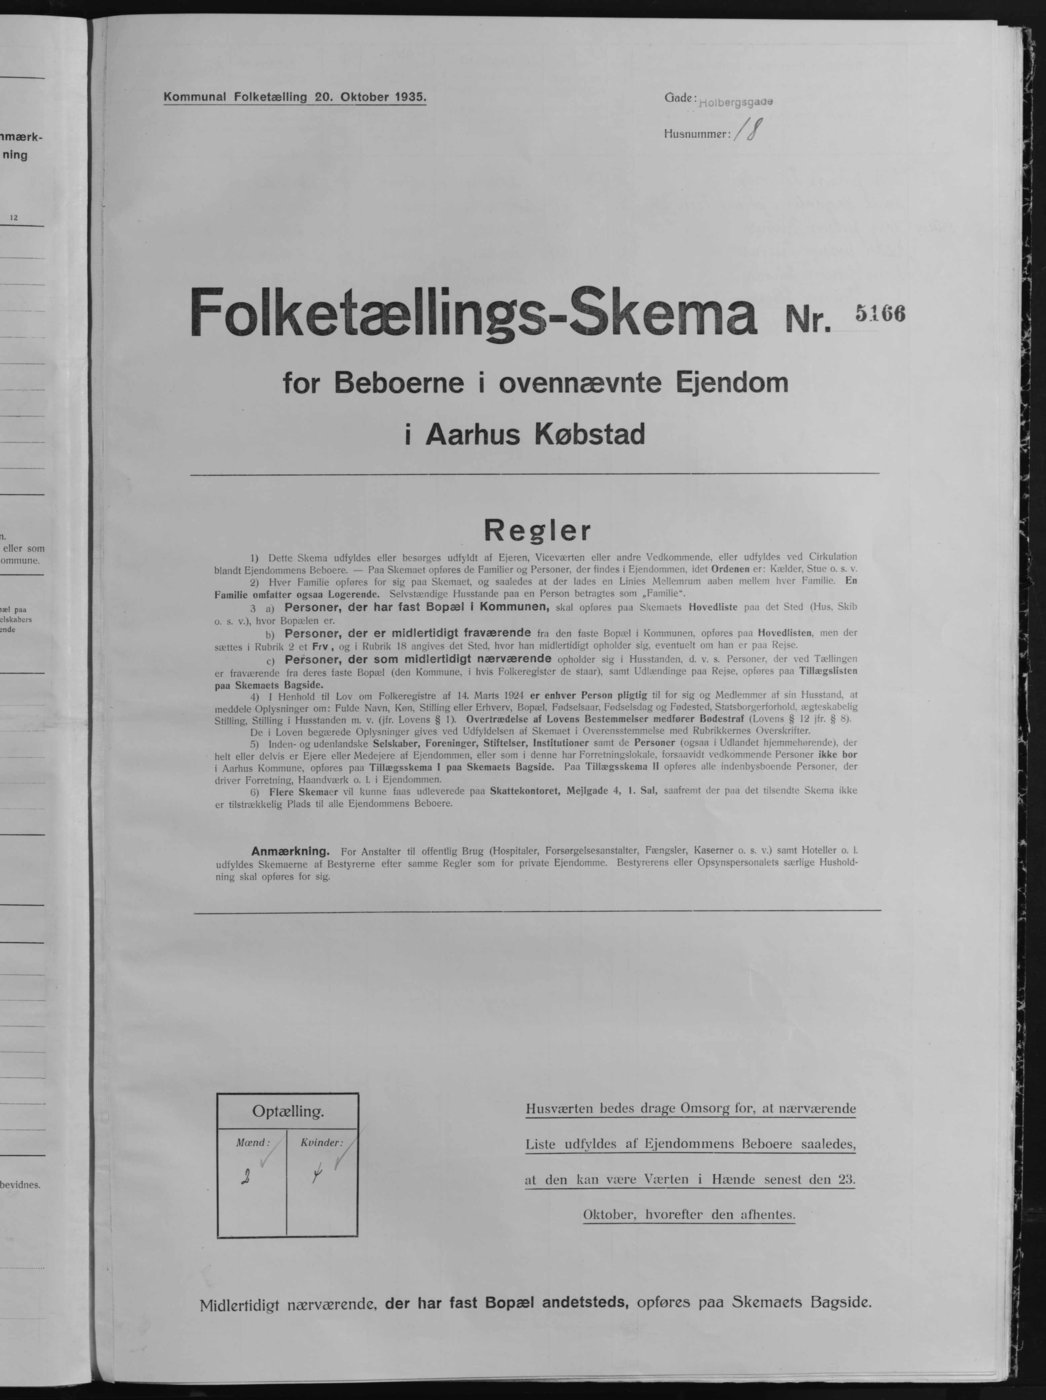 nmærk-
ning
12
n.
eller som
ommune.
bæl paa
elskabers
ende
bevidnes.
Kommunal Folketælling 20. Oktober 1935.
Gade: Holbergsgade
Husnummer: 18
Folketællings-Skema Nr. 5166
for Beboerne i ovennævnte Ejendom
i Aarhus Købstad
Regler
1) Dette Skema udfyldes eller besørges udfyldt af Ejeren, Viceværten eller andre Vedkommende, eller udfyldes ved Cirkulation
blandt Ejendommens Beboere. — Paa Skemaet opføres de Familier og Personer, der findes i Ejendommen, idet Ordenen er: Kælder, Stue o. s. v.
2) Hver Familie opføres for sig paa Skemaet, og saaledes at der lades en Linies Mellemrum aaben mellem hver Familie. En
Familie omfatter ogsaa Logerende. Selvstændige Husstande paa en Person betragtes som „Familie“.
3 a) Personer, der har fast Bopæl i Kommunen, skal opføres paa Skemaets Hovedliste paa det Sted (Hus, Skib
o. s. v.), hvor Bopælen er.
b) Personer, der er midlertidigt fraværende fra den faste Bopæl i Kommunen, opføres paa Hovedlisten, men der
sættes i Rubrik 2 et Frv., og i Rubrik 18 angives det Sted, hvor han midlertidigt opholder sig, eventuelt om han er paa Rejse.
c) Personer, der som midlertidigt nærværende opholder sig i Husstanden, d. v. s. Personer, der ved Tællingen
er fraværende fra deres faste Bopæl (den Kommune, i hvis Folkeregister de staar), samt Udlændinge paa Rejse, opføres paa Tillægslisten
paa Skemaets Bagside.
4) I Henhold til Lov om Folkeregistre af 14. Marts 1924 er enhver Person pligtig til for sig og Medlemmer af sin Husstand, at
meddele Oplysninger om: Fulde Navn, Køn, Stilling eller Erhverv, Bopæl, Fødselsaar, Fødselsdag og Fødested, Statsborgerforhold, ægteskabelig
Stilling, Stilling i Husstanden m. v. (jfr. Lovens § 1). Overtrædelse af Lovens Bestemmelser medfører Bødestraf (Lovens § 12 jfr. § 8).
De i Loven begærede Oplysninger gives ved Udfyldelsen af Skemaet i Overensstemmelse med Rubrikkernes Overskrifter.
5) Inden- og udenlandske Selskaber, Foreninger, Stiftelser, Institutioner samt de Personer (ogsaa i Udlandet hjemmehørende), der
helt eller delvis er Ejere eller Medejere af Ejendommen, eller som i denne har Forretningslokale, forsaavidt vedkommende Personer ikke bor
i Aarhus Kommune, opføres paa Tillægsskema I paa Skemaets Bagside. Paa Tillægsskema II opføres alle indenbysboende Personer, der
driver Forretning, Haandværk o. l. i Ejendommen.
6) Flere Skemaer vil kunne faas udleverede paa Skattekontoret, Mejlgade 4, 1. Sal, saafremt der paa det tilsendte Skema ikke
er tilstrækkelig Plads til alle Ejendommens Beboere.
Anmærkning. For Anstalter til offentlig Brug (Hospitaler, Forsørgelsesanstalter, Fængsler, Kaserner o. s. v.) samt Hoteller o. l.
udfyldes Skemaerne af Bestyrerne efter samme Regler som for private Ejendomme. Bestyrerens eller Opsynspersonalets særlige Hushold-
ning skal opføres for sig.
Optælling.
Mænd: Kvinder:
2 4
Husværten bedes drage Omsorg for, at nærværende
Liste udfyldes af Ejendommens Beboere saaledes,
at den kan være Værten i Hænde senest den 23.
Oktober, hvorefter den afhentes.
Midlertidigt nærværende, der har fast Bopæl andetsteds, opføres paa Skemaets Bagside.